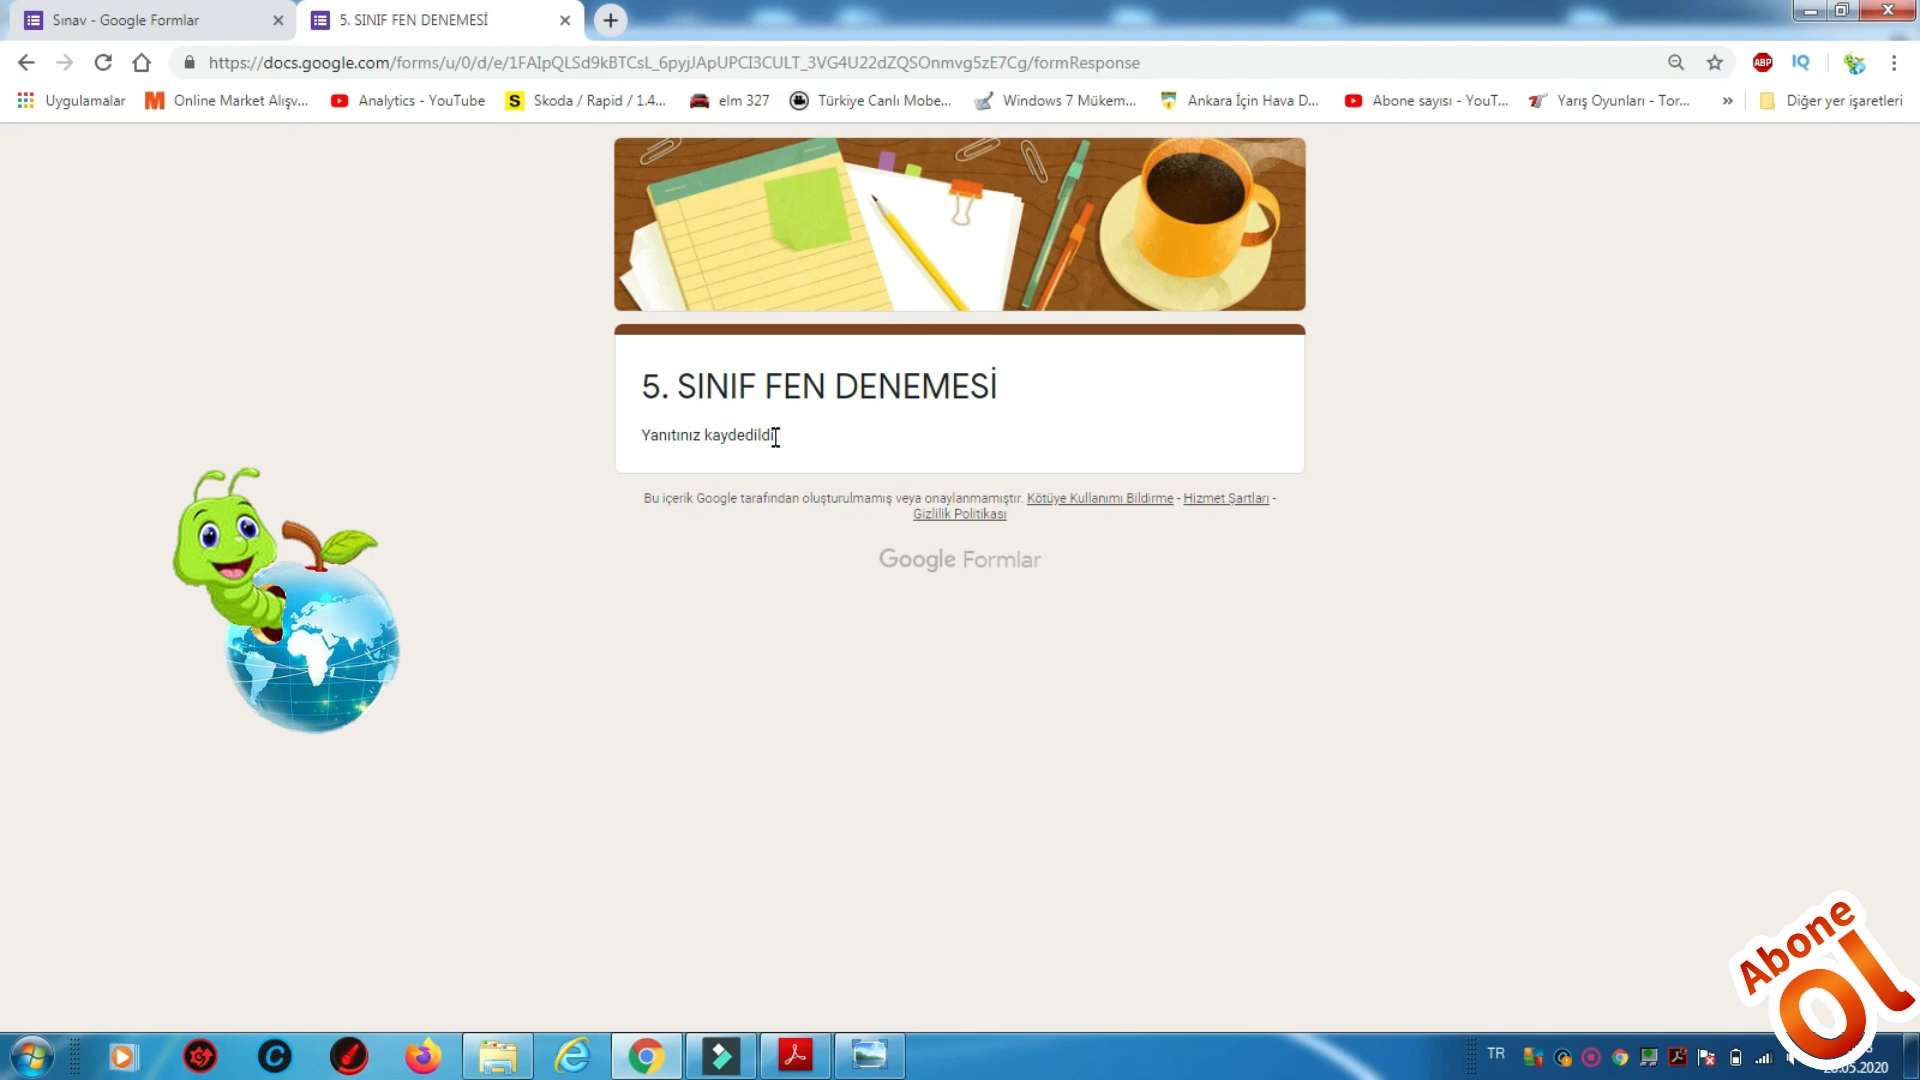 Sınav - Google Formlar
5. SINIF FEN DENEMESİ
https://docs.google.com/forms/u/0/d/e/1FAIpQLSd9kBTCsL_6pyjJApUPCI3CULT_3VG4U22dZQSOnmvg5zE7Cg/formResponse
ABP
IQ
Uygulamalar
Online Market Alışv...
Analytics - YouTube
Skoda / Rapid / 1.4...
elm 327
Türkiye Canlı Mobe...
Windows 7 Mükem...
Ankara İçin Hava D...
Abone sayısı - YouT...
Yarış Oyunları - Tor...
Diğer yer işaretleri
5. SINIF FEN DENEMESİ
Yanıtınız kaydedildi
Bu içerik Google tarafından oluşturulmamış veya onaylanmamıştır. Kötüye Kullanımı Bildirme - Hizmet Şartları -
Gizlilik Politikası
Google Formlar
Abone
Ol
TR